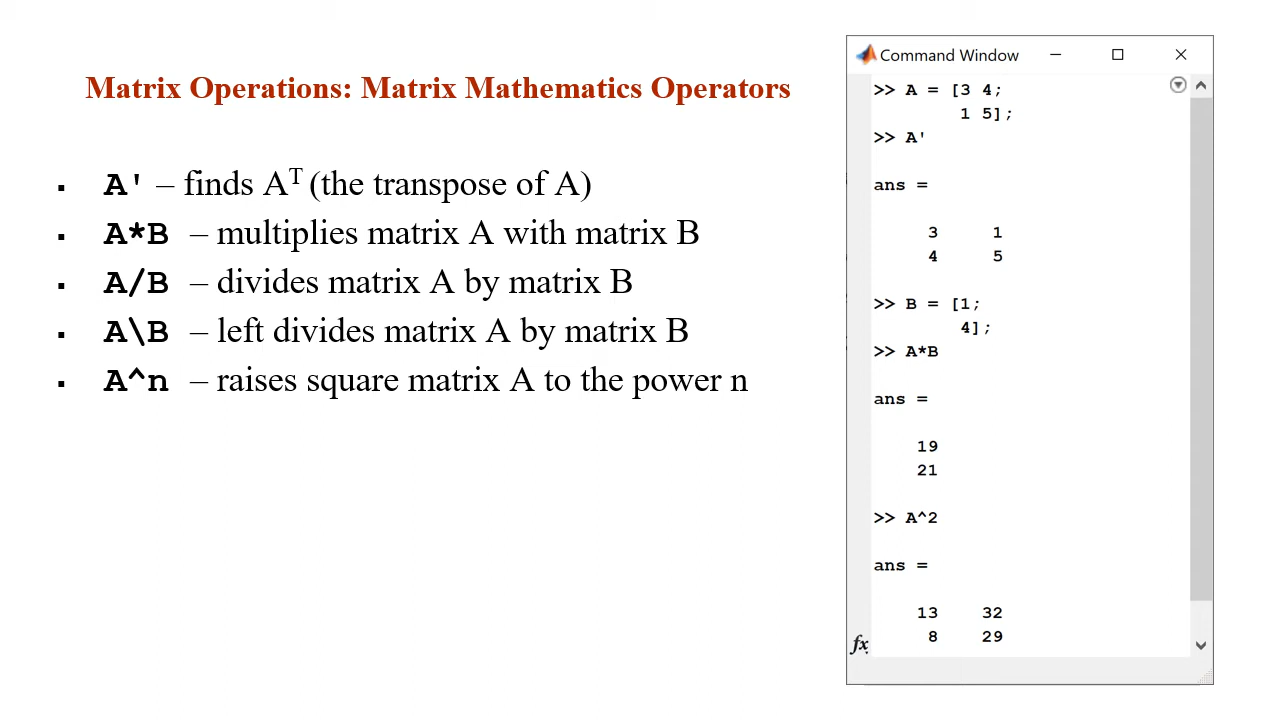 Matrix Operations: Matrix Mathematics Operators
▪ A' – finds Aᵀ (the transpose of A)
▪ A*B – multiplies matrix A with matrix B
▪ A/B – divides matrix A by matrix B
▪ A\B – left divides matrix A by matrix B
▪ A^n – raises square matrix A to the power n
Command Window
>> A = [3 4;
1 5];
>> A'
ans =
3 1
4 5
>> B = [1;
4];
>> A*B
ans =
19
21
>> A^2
ans =
13 32
8 29
fx